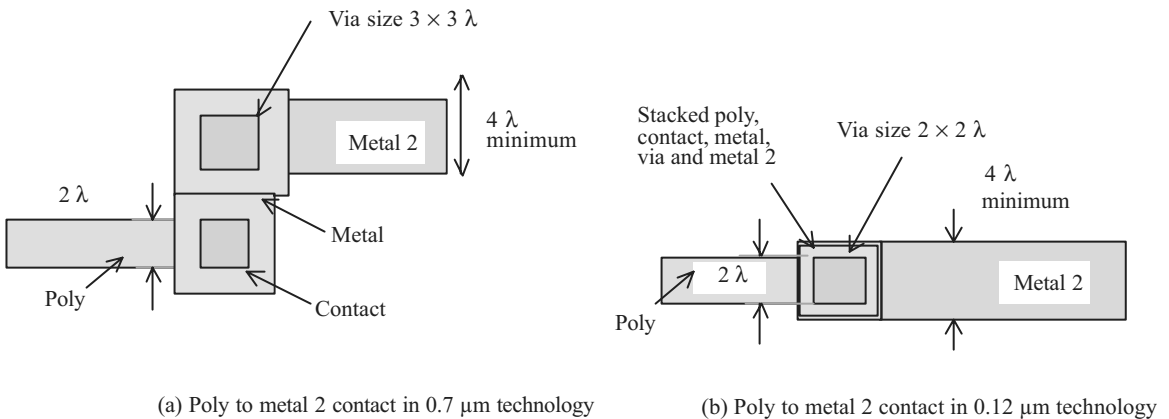 Via size 3 × 3 λ
Metal 2
4 λ
minimum
2 λ
Metal
Poly
Contact
(a) Poly to metal 2 contact in 0.7 µm technology
Stacked poly,
contact, metal,
via and metal 2
Via size 2 × 2 λ
4 λ
minimum
2 λ
Metal 2
Poly
(b) Poly to metal 2 contact in 0.12 µm technology